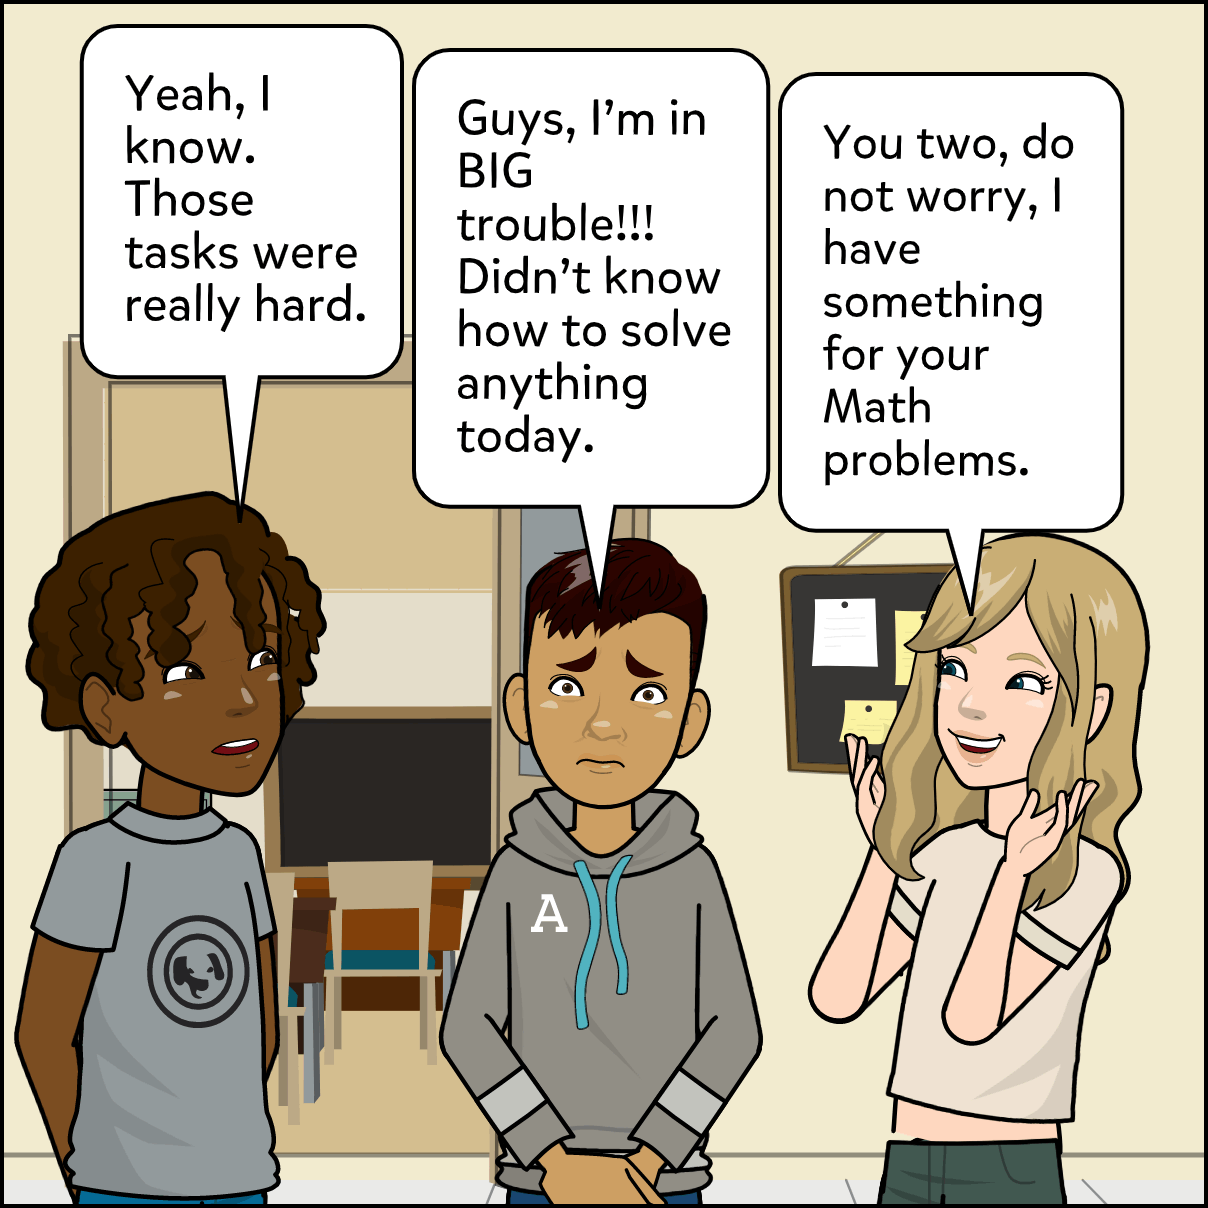 Yeah, I
know.
Those
tasks were
really hard.
Guys, I'm in
BIG
trouble!!!
Didn't know
how to solve
anything
today.
You two, do
not worry, I
have
something
for your
Math
problems.
A